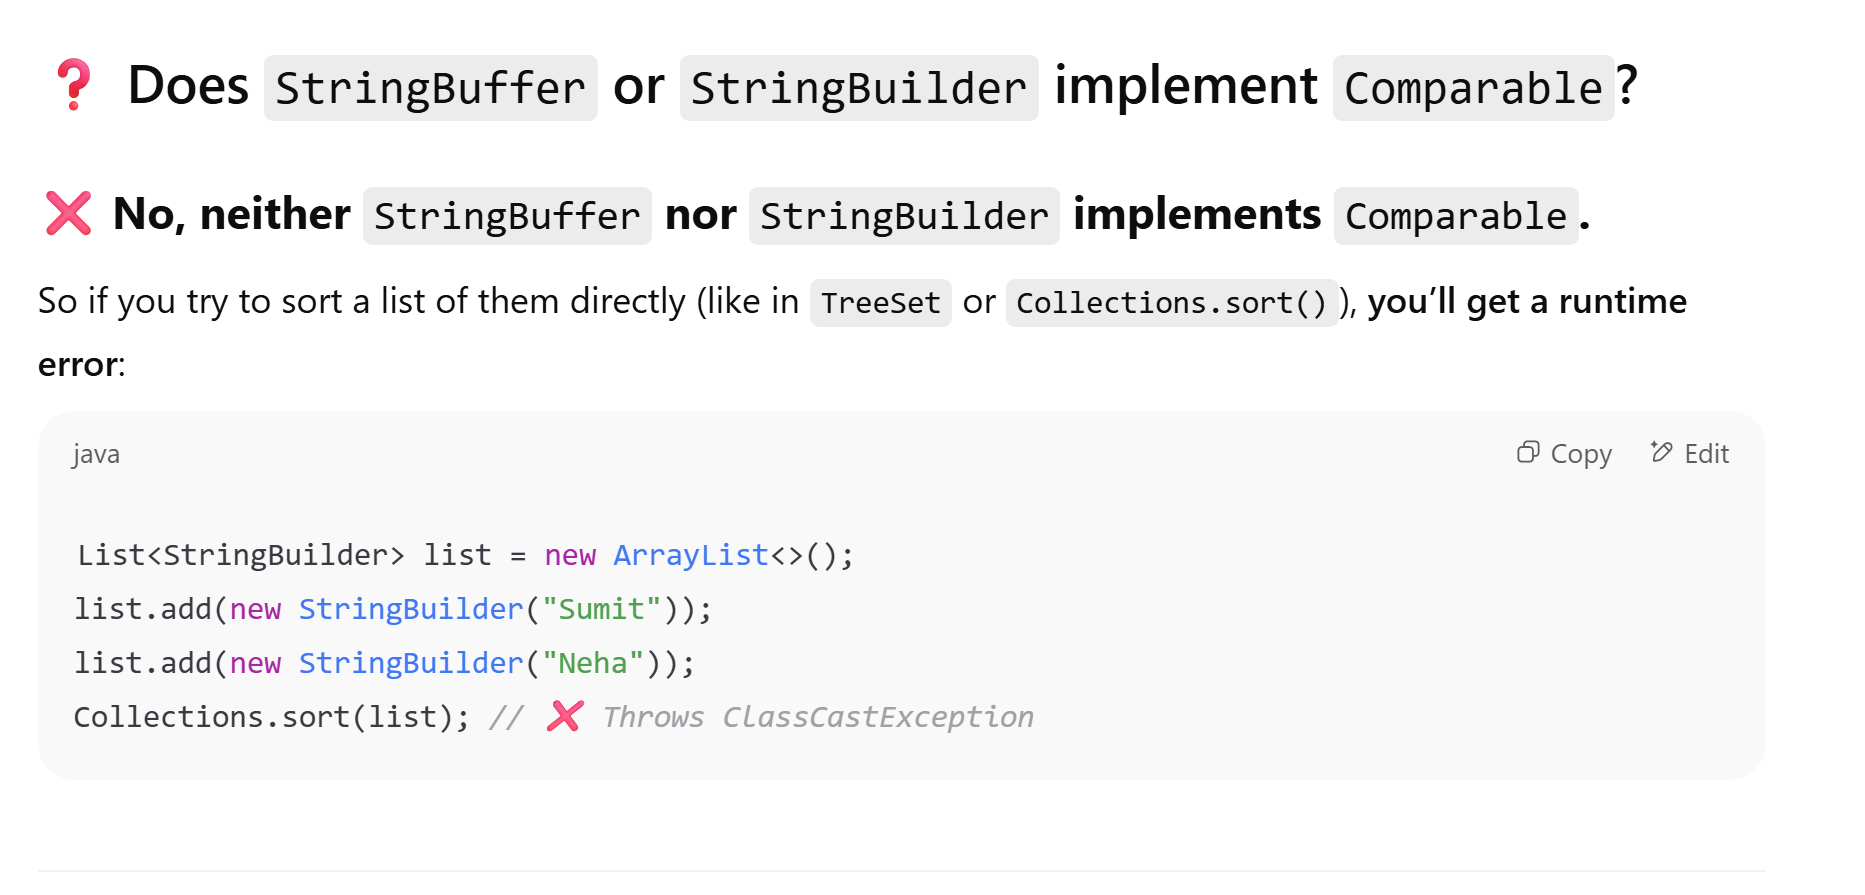 ❓ Does StringBuffer or StringBuilder implement Comparable?
❌ No, neither StringBuffer nor StringBuilder implements Comparable.
So if you try to sort a list of them directly (like in TreeSet or Collections.sort()), you’ll get a runtime
error:
java Copy Edit
List<StringBuilder> list = new ArrayList<>();
list.add(new StringBuilder("Sumit"));
list.add(new StringBuilder("Neha"));
Collections.sort(list); // ❌ Throws ClassCastException